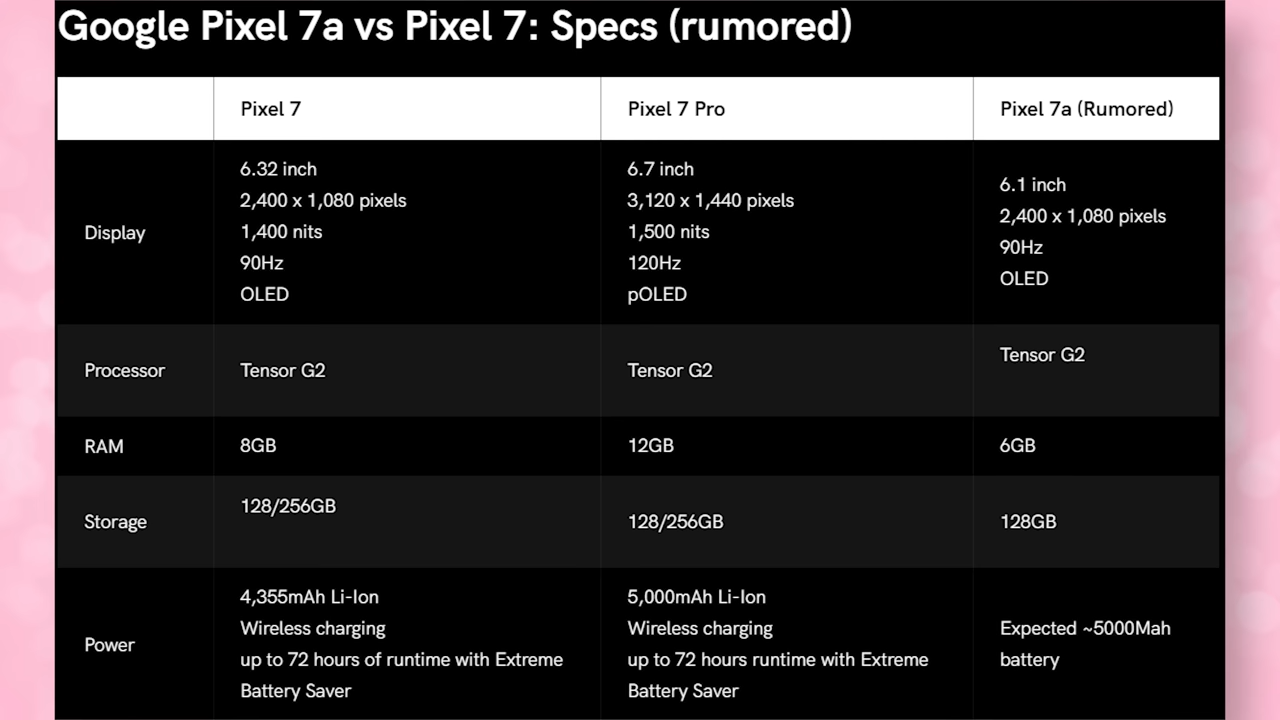 Google Pixel 7a vs Pixel 7: Specs (rumored)
Pixel 7 Pixel 7 Pro Pixel 7a (Rumored)
Display
6.32 inch
2,400 x 1,080 pixels
1,400 nits
90Hz
OLED
6.7 inch
3,120 x 1,440 pixels
1,500 nits
120Hz
pOLED
6.1 inch
2,400 x 1,080 pixels
90Hz
OLED
Processor
Tensor G2
Tensor G2
Tensor G2
RAM
8GB
12GB
6GB
Storage
128/256GB
128/256GB
128GB
Power
4,355mAh Li-Ion
Wireless charging
up to 72 hours of runtime with Extreme
Battery Saver
5,000mAh Li-Ion
Wireless charging
up to 72 hours runtime with Extreme
Battery Saver
Expected ~5000Mah
battery